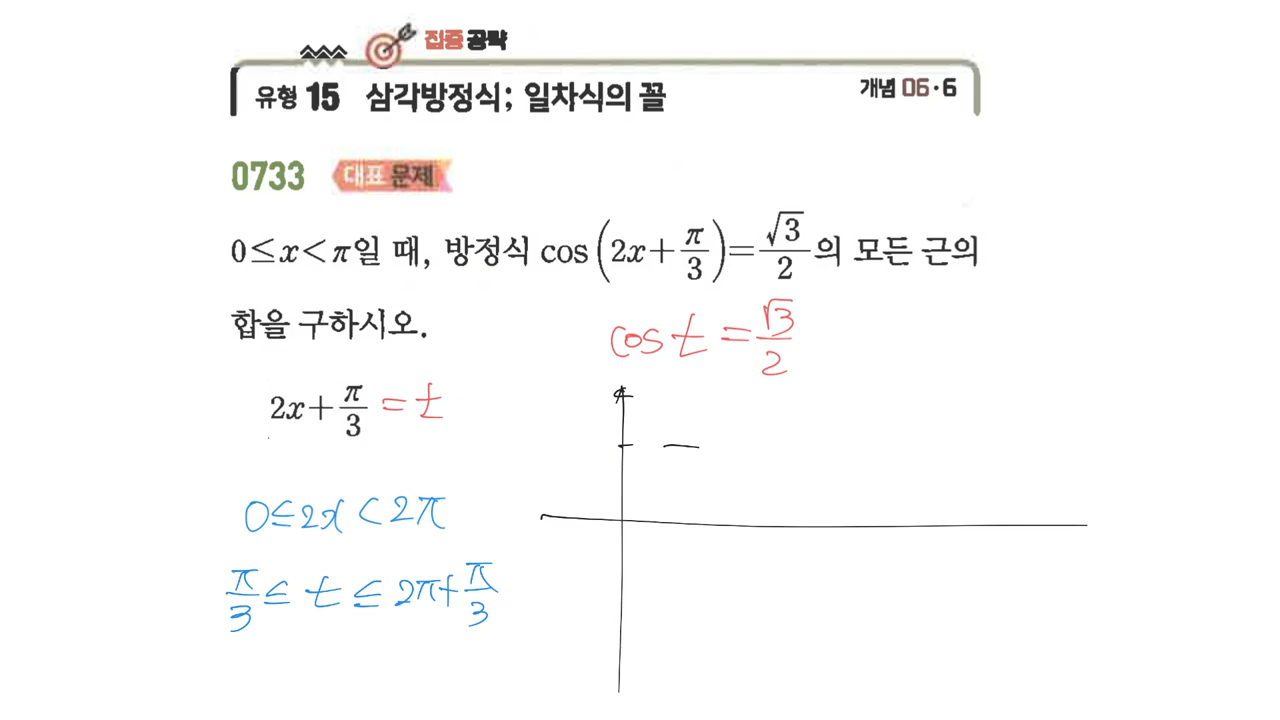 집중 공략
유형 15 삼각방정식; 일차식의 꼴 개념 06·6
0733 대표 문제
0≤x<π일 때, 방정식 cos(2x+π/3)=√3/2의 모든 근의
합을 구하시오.
cos t = √3/2
2x+π/3 = t
0≤2x<2π
π/3 ≤ t ≤ 2π+π/3